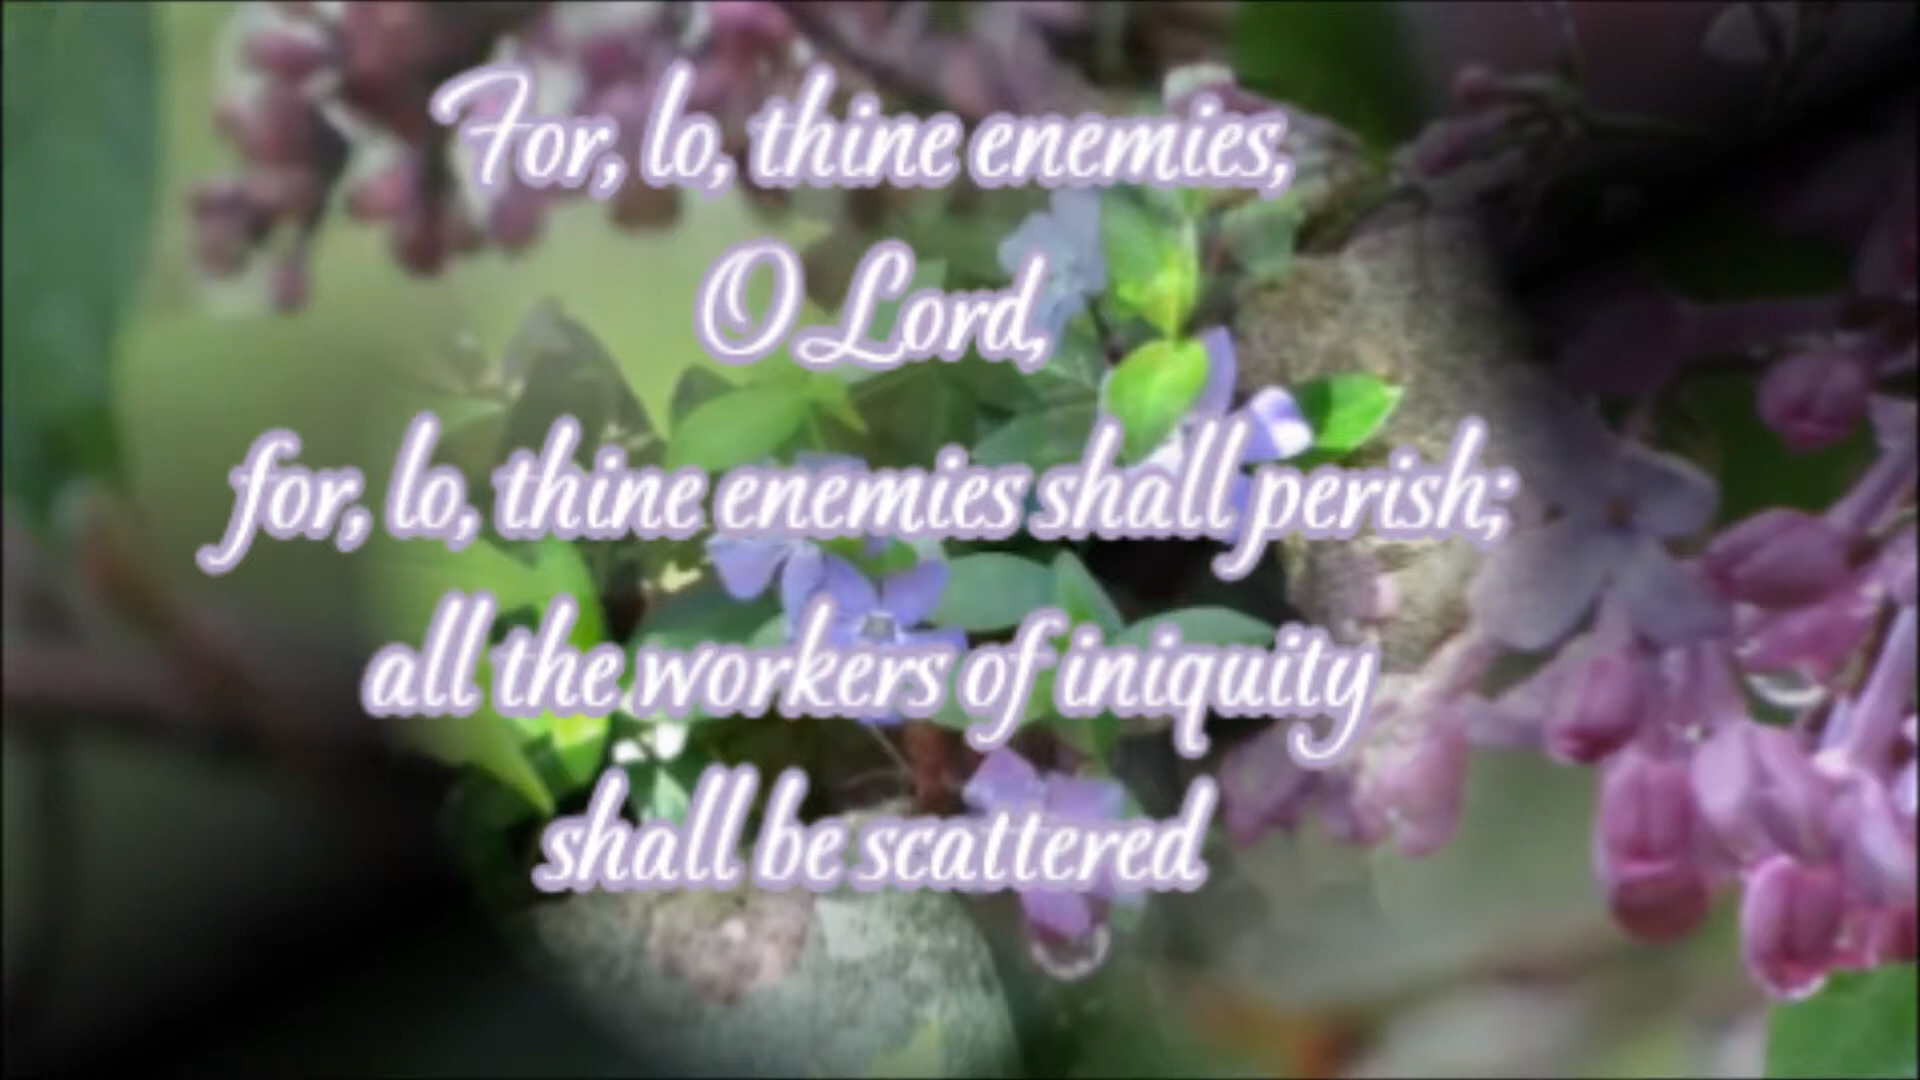 For, lo, thine enemies,
O Lord,
for, lo, thine enemies shall perish;
all the workers of iniquity
shall be scattered